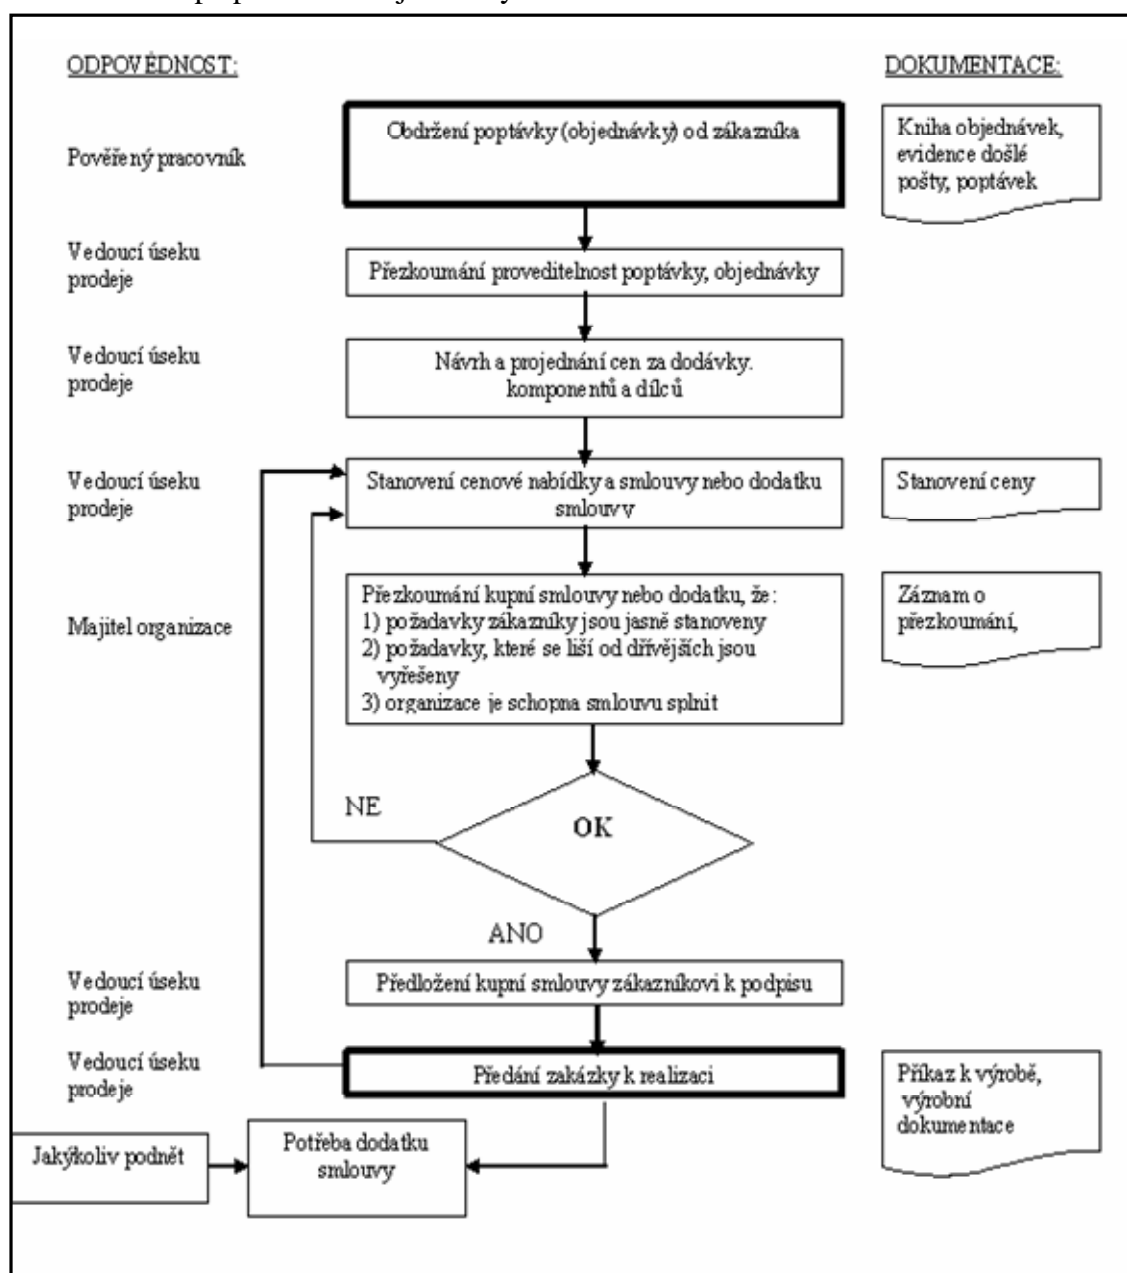 ODPOVĚDNOST:
DOKUMENTACE:
Pověřený pracovník
Obdržení poptávky (objednávky) od zákazníka
Kniha objednávek,
evidence došlé
pošty, poptávek
Vedoucí úseku
prodeje
Přezkoumání proveditelnost poptávky, objednávky
Vedoucí úseku
prodeje
Návrh a projednání cen za dodávky.
komponentů a dílců
Vedoucí úseku
prodeje
Stanovení cenové nabídky a smlouvy nebo dodatku
smlouvy
Stanovení ceny
Majitel organizace
Přezkoumání kupní smlouvy nebo dodatku, že:
1) požadavky zákazníky jsou jasně stanoveny
2) požadavky, které se liší od dřívějších jsou
vyřešeny
3) organizace je schopna smlouvu splnit
Záznam o
přezkoumání,
NE
OK
ANO
Vedoucí úseku
prodeje
Předložení kupní smlouvy zákazníkovi k podpisu
Vedoucí úseku
prodeje
Předání zakázky k realizaci
Příkaz k výrobě,
výrobní
dokumentace
Jakýkoliv podnět
Potřeba dodatku
smlouvy